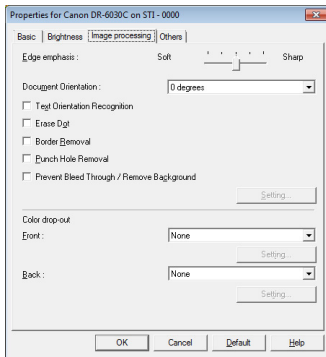 Properties for Canon DR-6030C on STI - 0000
Basic Brightness Image processing Others
Edge emphasis: Soft Sharp
Document Orientation : 0 degrees
Text Orientation Recognition
Erase Dot
Border Removal
Punch Hole Removal
Prevent Bleed Through / Remove Background
Setting...
Color drop-out
Front : None
Setting...
Back : None
Setting...
OK Cancel Default Help